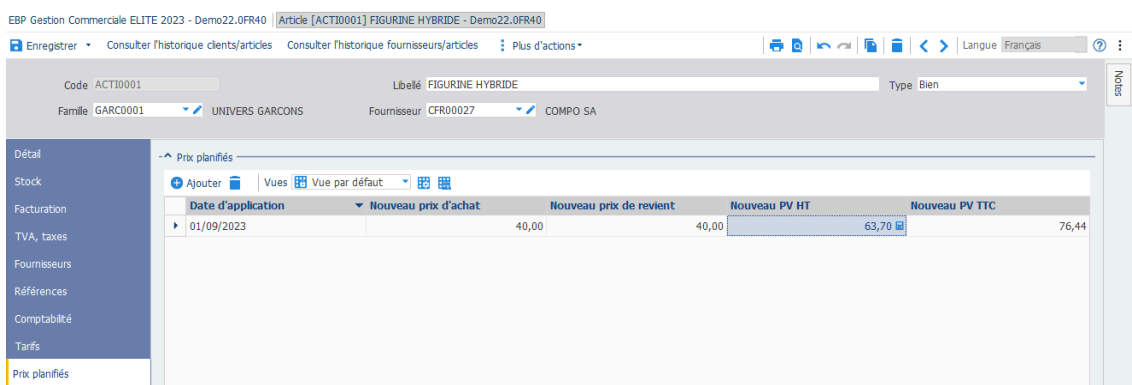 EBP Gestion Commerciale ELITE 2023 - Demo22.0FR40 Article [ACTI0001] FIGURINE HYBRIDE - Demo22.0FR40
Enregistrer Consulter l'historique clients/articles Consulter l'historique fournisseurs/articles Plus d'actions Langue Français
Code ACTI0001 Libellé FIGURINE HYBRIDE Type Bien
Notes
Famille GARC0001 UNIVERS GARCONS Fournisseur CFR00027 COMPO SA
Détail
Stock
Facturation
TVA, taxes
Fournisseurs
Références
Comptabilité
Tarifs
Prix planifiés
Prix planifiés
Ajouter Vues Vue par défaut
Date d'application Nouveau prix d'achat Nouveau prix de revient Nouveau PV HT Nouveau PV TTC
01/09/2023 40,00 40,00 63,70 76,44